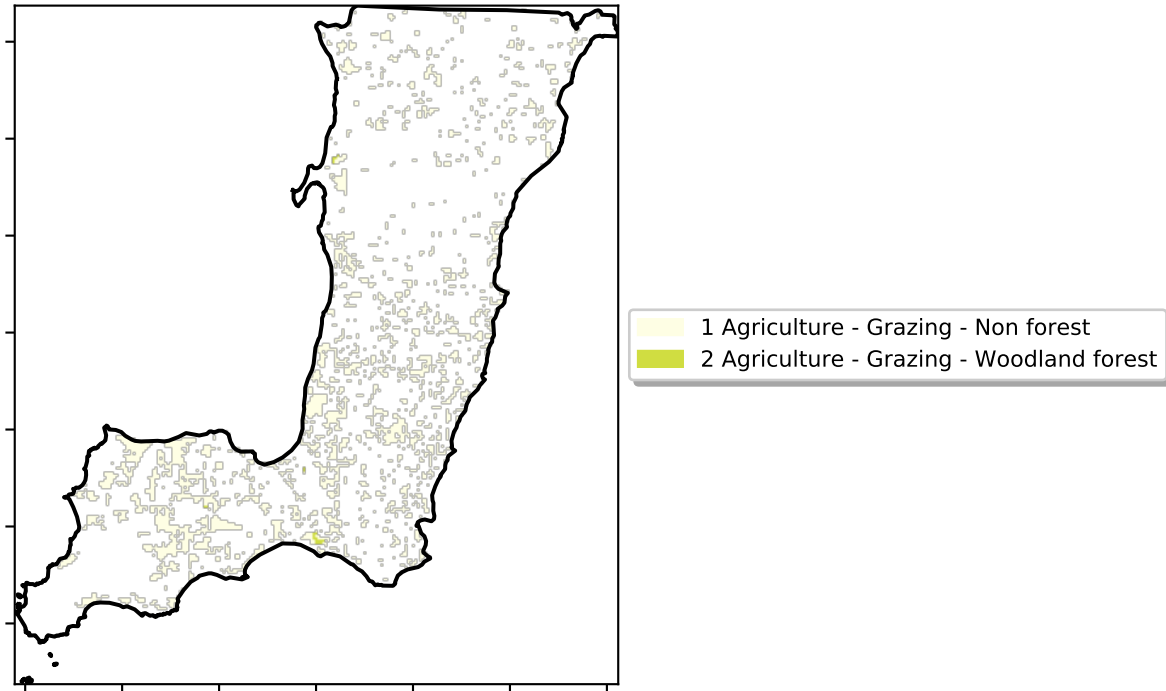 1 Agriculture - Grazing - Non forest
2 Agriculture - Grazing - Woodland forest